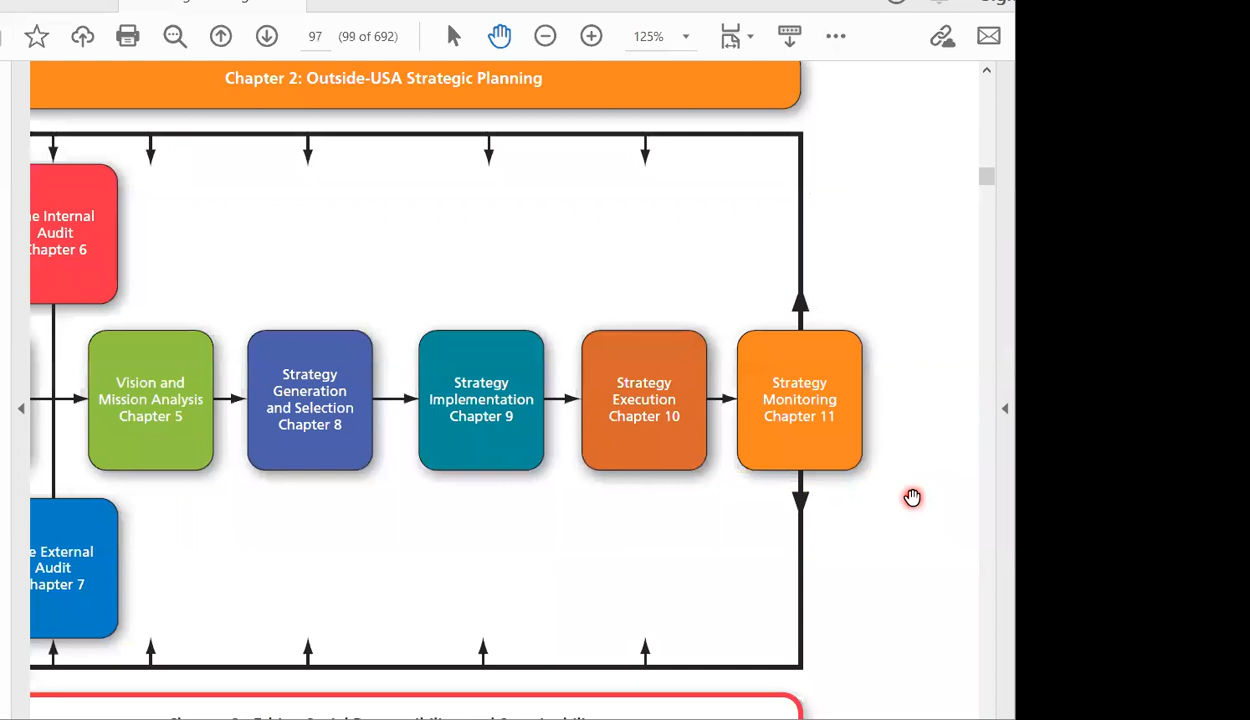 97 (99 of 692) 125%
Chapter 2: Outside-USA Strategic Planning
Internal
Audit
Chapter 6
Vision and
Mission Analysis
Chapter 5
Strategy
Generation
and Selection
Chapter 8
Strategy
Implementation
Chapter 9
Strategy
Execution
Chapter 10
Strategy
Monitoring
Chapter 11
External
Audit
Chapter 7